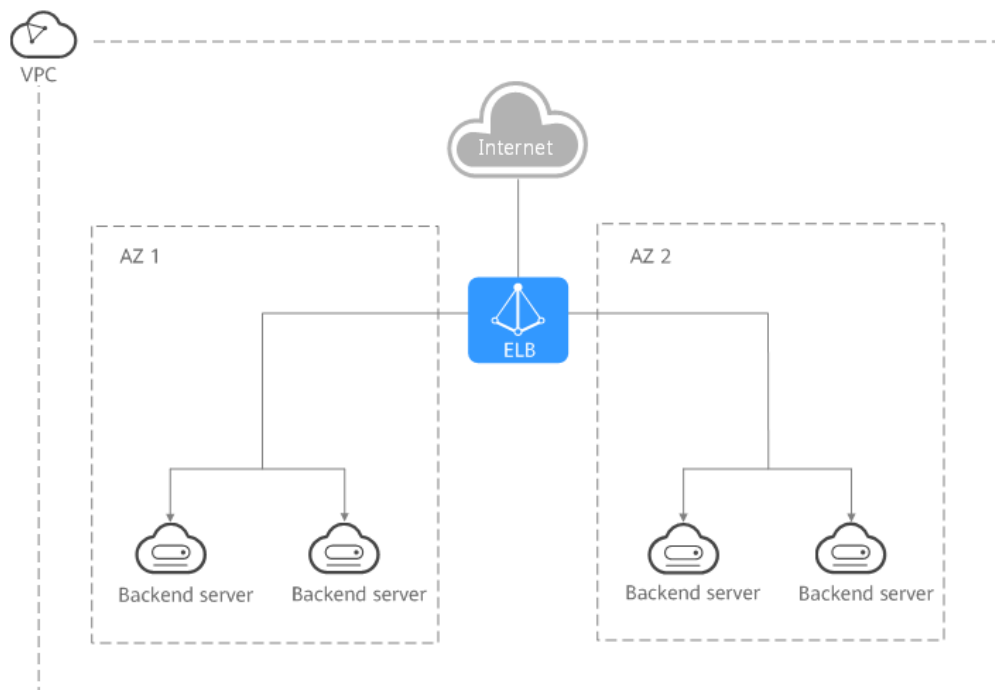 VPC
Internet
AZ 1
AZ 2
ELB
Backend server
Backend server
Backend server
Backend server